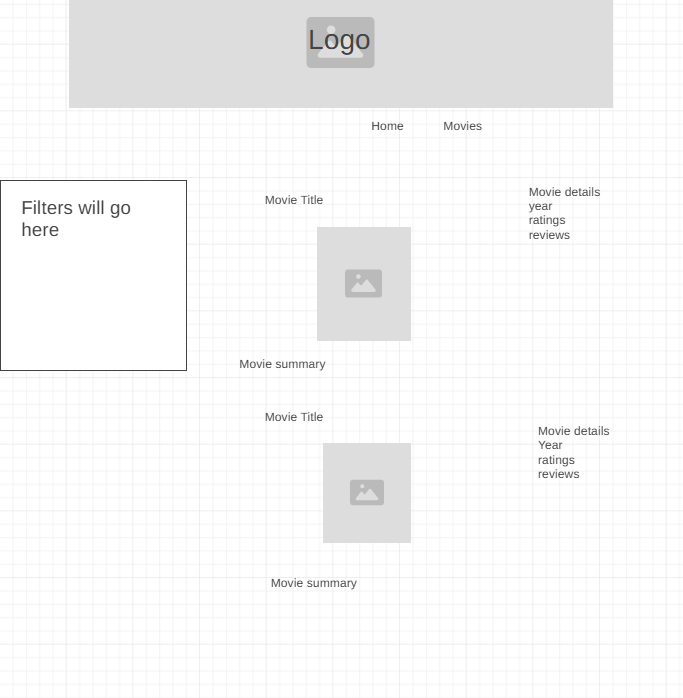 Logo
Home
Movies
Filters will go
here
Movie Title
Movie details
year
ratings
reviews
Movie summary
Movie Title
Movie details
Year
ratings
reviews
Movie summary